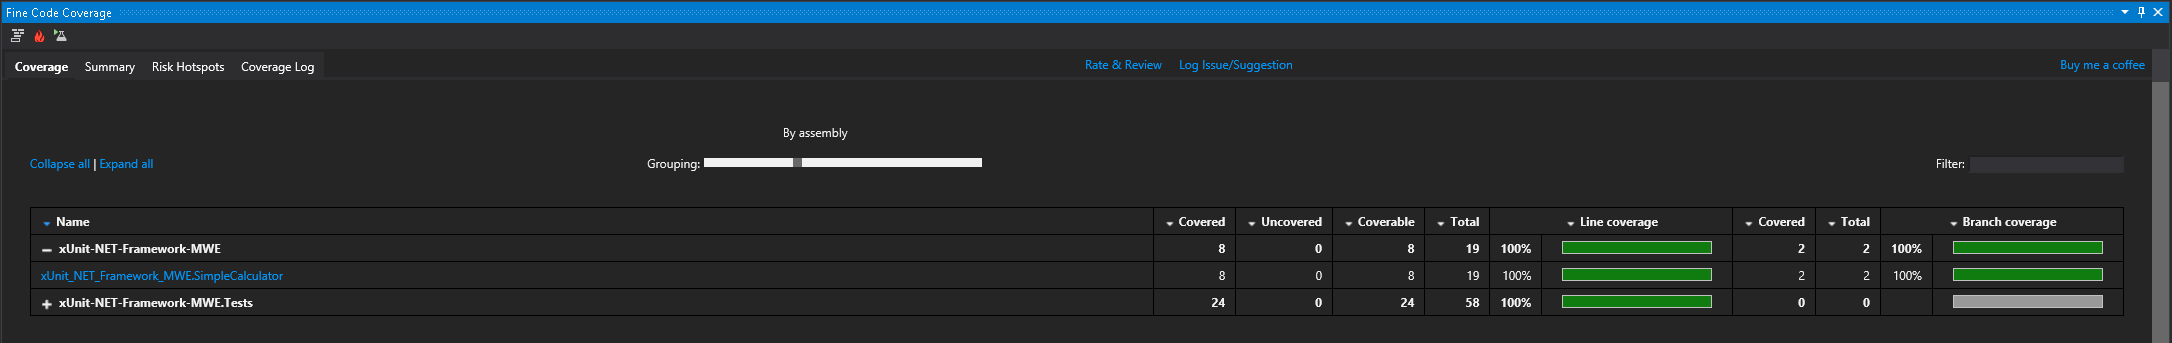 Fine Code Coverage
Coverage Summary Risk Hotspots Coverage Log Rate & Review Log Issue/Suggestion Buy me a coffee
By assembly
Collapse all | Expand all Grouping: Filter:
Name Covered Uncovered Coverable Total Line coverage Covered Total Branch coverage
xUnit-NET-Framework-MWE 8 0 8 19 100% 2 2 100%
xUnit_NET_Framework_MWE.SimpleCalculator 8 0 8 19 100% 2 2 100%
xUnit-NET-Framework-MWE.Tests 24 0 24 58 100% 0 0